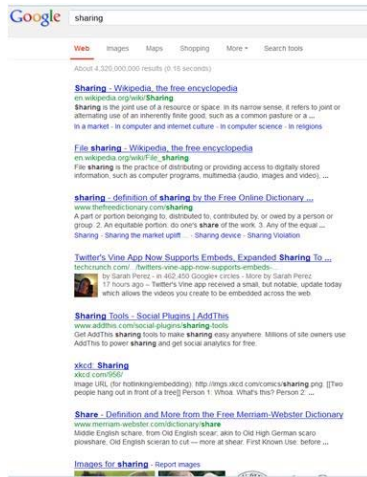 Google
sharing
Web Images Maps Shopping More Search tools
About 4,320,000,000 results (0.18 seconds)
Sharing - Wikipedia, the free encyclopedia
en.wikipedia.org/wiki/Sharing
Sharing is the joint use of a resource or space. In its narrow sense, it refers to joint or
alternating use of an inherently finite good, such as a common pasture or a ...
In a market - In computer and internet culture - In computer science - In religions
File sharing - Wikipedia, the free encyclopedia
en.wikipedia.org/wiki/File_sharing
File sharing is the practice of distributing or providing access to digitally stored
information, such as computer programs, multimedia (audio, images and video), ...
sharing - definition of sharing by the Free Online Dictionary ...
www.thefreedictionary.com/sharing
A part or portion belonging to, distributed to, contributed by, or owed by a person or
group. 2. An equitable portion: do one's share of the work. 3. Any of the equal ...
Sharing - Sharing the market uplift ... - Sharing device - Sharing Violation
Twitter's Vine App Now Supports Embeds, Expanded Sharing To ...
techcrunch.com/.../twitters-vine-app-now-supports-embeds-...
by Sarah Perez - in 462,450 Google+ circles - More by Sarah Perez
17 hours ago – Twitter's Vine app received a small, but notable, update today
which allows the videos you create to be embedded across the web.
Sharing Tools - Social Plugins | AddThis
www.addthis.com/social-plugins/sharing-tools
Get AddThis sharing tools to make sharing easy anywhere. Millions of site owners use
AddThis to power sharing and get social analytics for free.
xkcd: Sharing
xkcd.com/956/
Image URL (for hotlinking/embedding): http://imgs.xkcd.com/comics/sharing.png. [[Two
people hang out in front of a tree]] Person 1: Whoa. What's this? Person 2: ...
Share - Definition and More from the Free Merriam-Webster Dictionary
www.merriam-webster.com/dictionary/share
Middle English share, from Old English scear; akin to Old High German scaro
plowshare, Old English scieran to cut — more at shear. First Known Use: before ...
Images for sharing - Report images